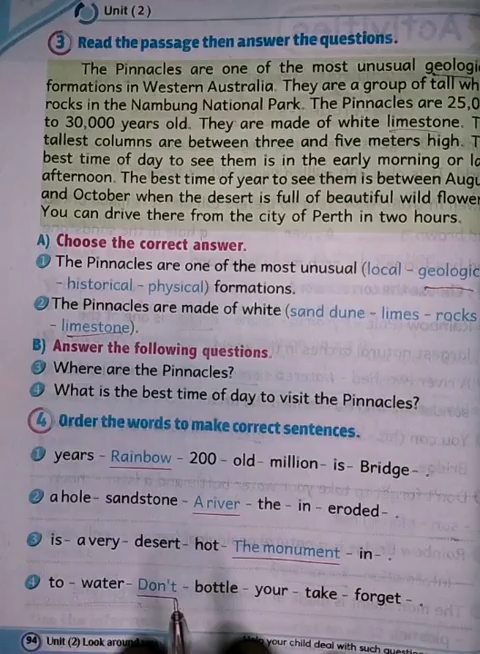 Unit (2)
3 Read the passage then answer the questions.
The Pinnacles are one of the most unusual
formations in Western Australia. They are a group of tall
rocks in the Nambung National Park. The Pinnacles are
to 30,000 years old. They are made of white limestone.
tallest columns are between three and five meters high.
best time of day to see them is in the early morning or
afternoon. The best time of year to see them is between
and October when the desert is full of beautiful wild
You can drive there from the city of Perth in two hours.
A) Choose the correct answer.
1 The Pinnacles are one of the most unusual (local - geologic
- historical - physical) formations.
2 The Pinnacles are made of white (sand dune - limes - rocks
- limestone).
B) Answer the following questions.
3 Where are the Pinnacles?
4 What is the best time of day to visit the Pinnacles?
4 Order the words to make correct sentences.
1 years - Rainbow - 200 - old - million - is - Bridge - .
2 a hole - sandstone - A river - the - in - eroded - .
3 is - a very - desert - hot - The monument - in - .
4 to - water - Don't - bottle - your - take - forget -
94 Unit (2) Look around
your child deal with such